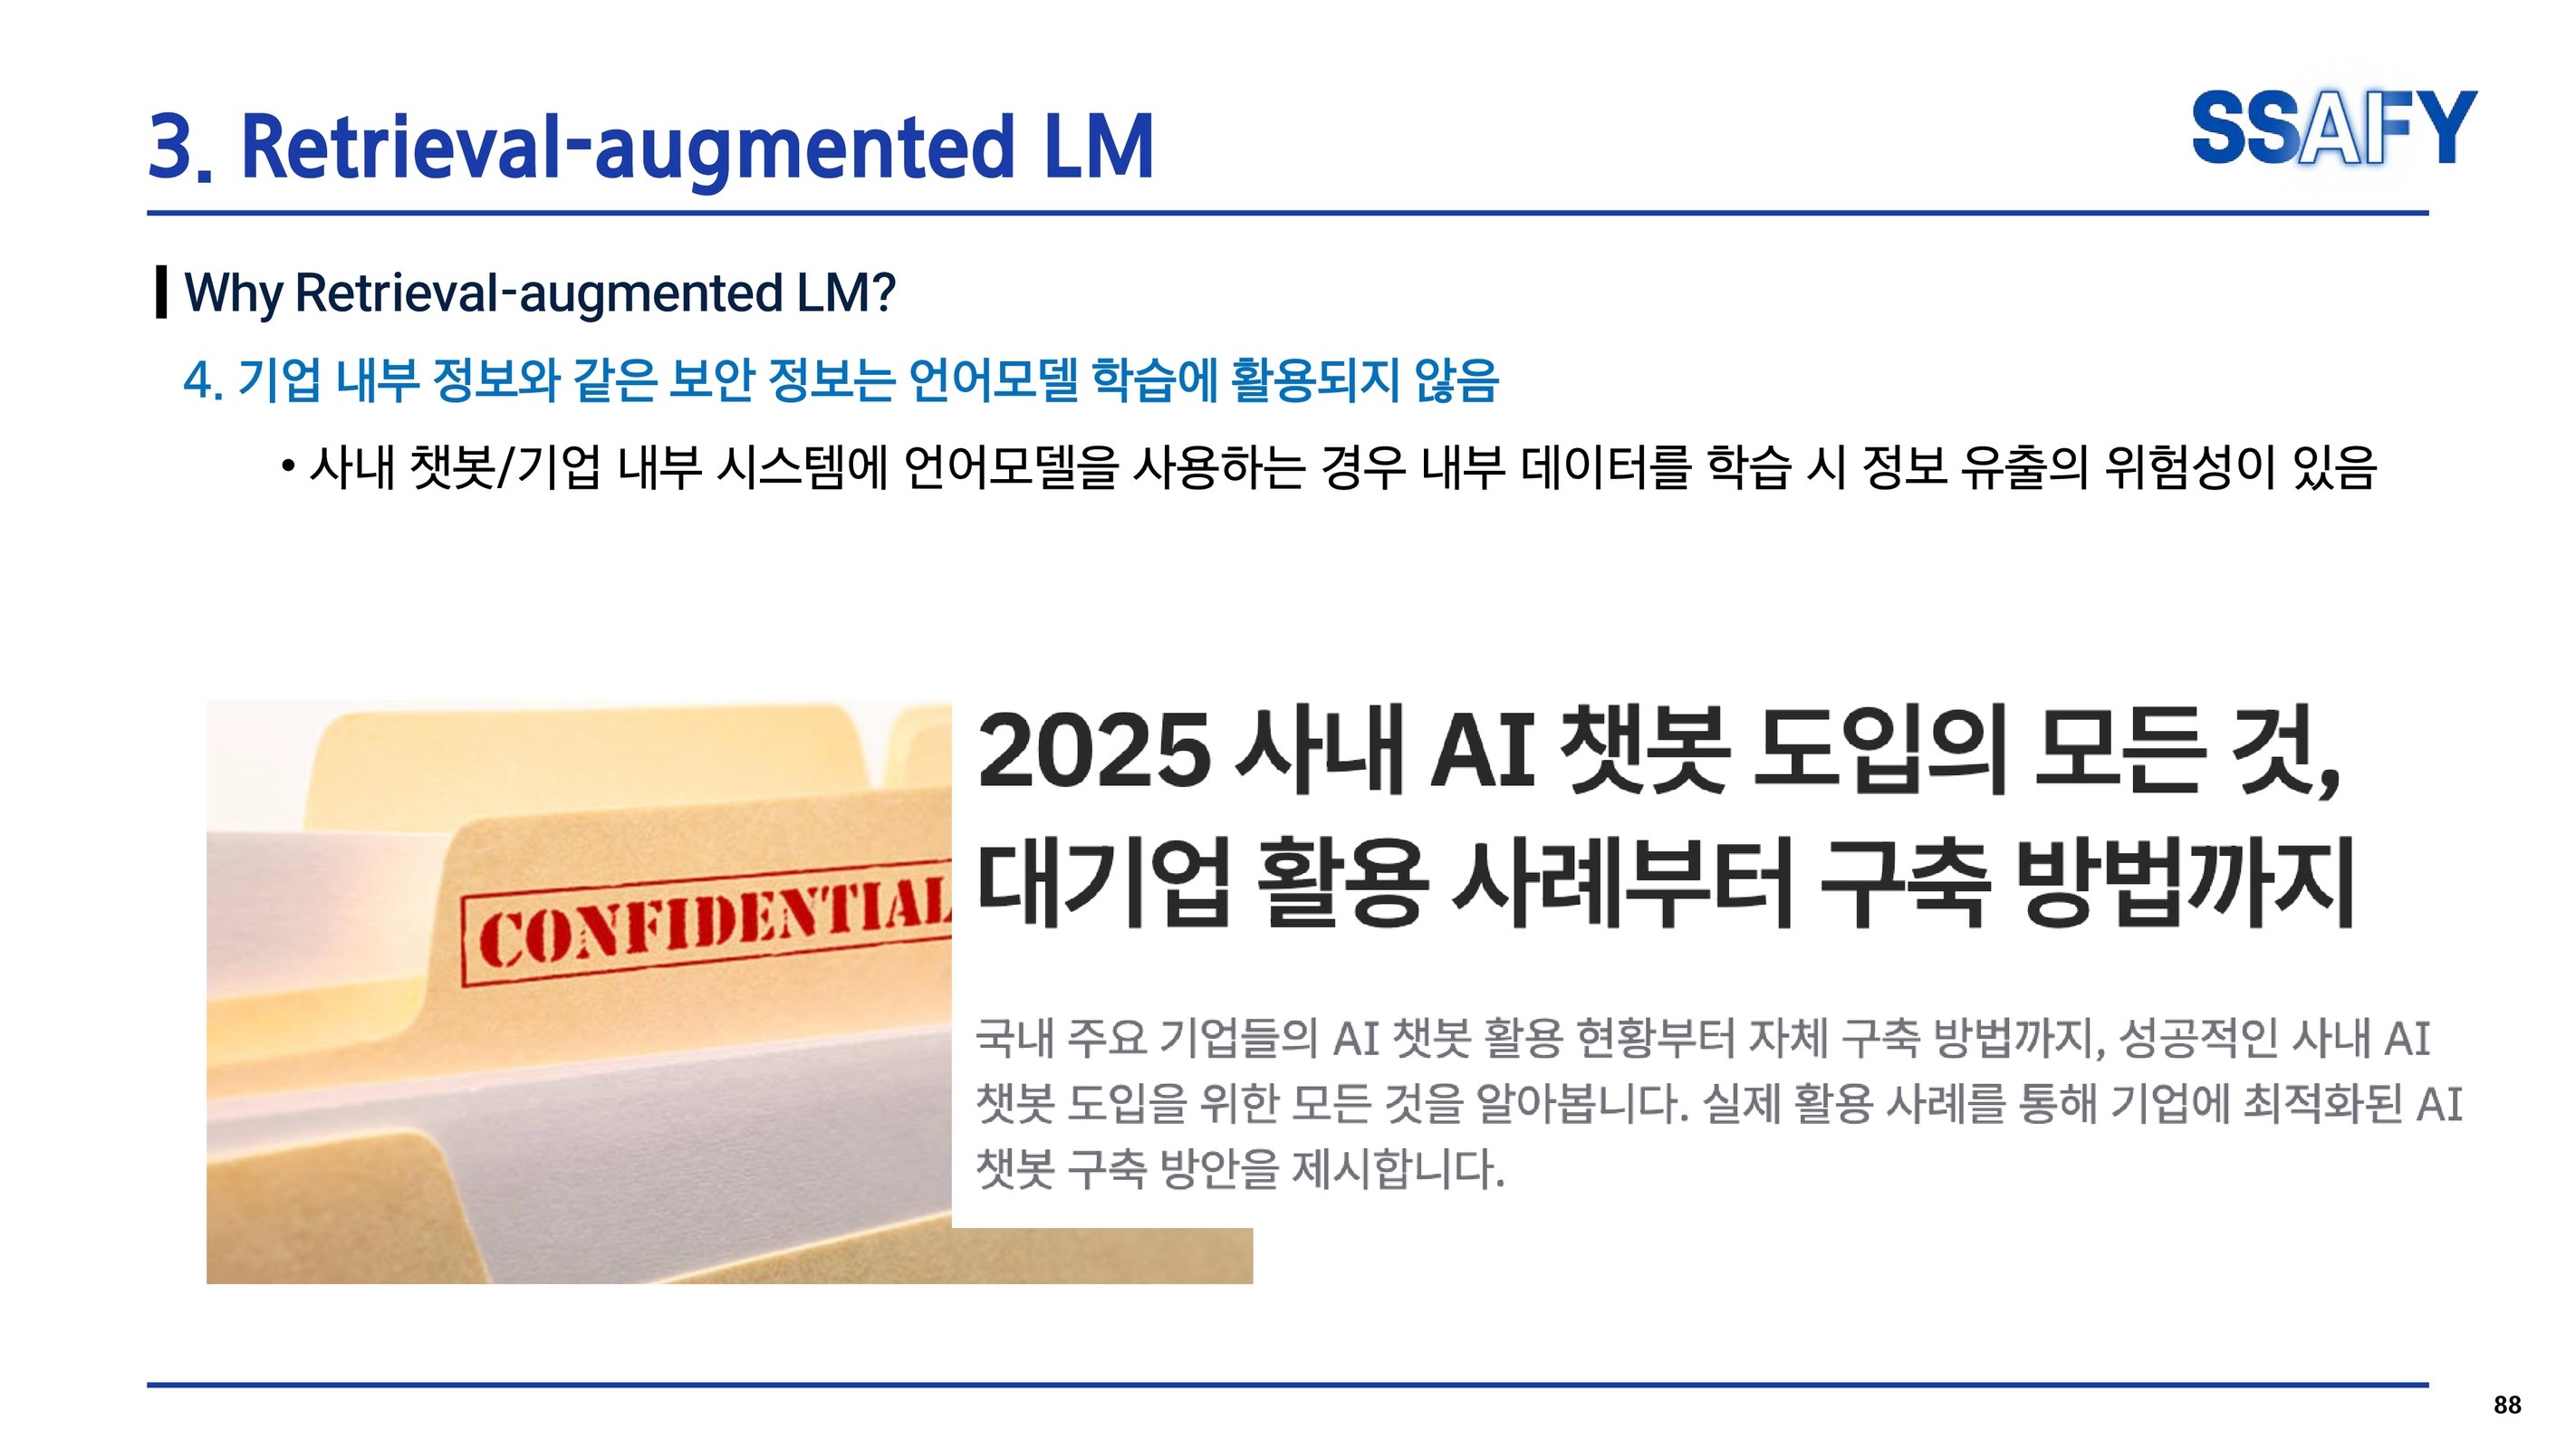 3. Retrieval-augmented LM
SSAFY
Why Retrieval-augmented LM?
4. 기업 내부 정보와 같은 보안 정보는 언어모델 학습에 활용되지 않음
• 사내 챗봇/기업 내부 시스템에 언어모델을 사용하는 경우 내부 데이터를 학습 시 정보 유출의 위험성이 있음
CONFIDENTIAL
2025 사내 AI 챗봇 도입의 모든 것,
대기업 활용 사례부터 구축 방법까지
국내 주요 기업들의 AI 챗봇 활용 현황부터 자체 구축 방법까지, 성공적인 사내 AI
챗봇 도입을 위한 모든 것을 알아봅니다. 실제 활용 사례를 통해 기업에 최적화된 AI
챗봇 구축 방안을 제시합니다.
88